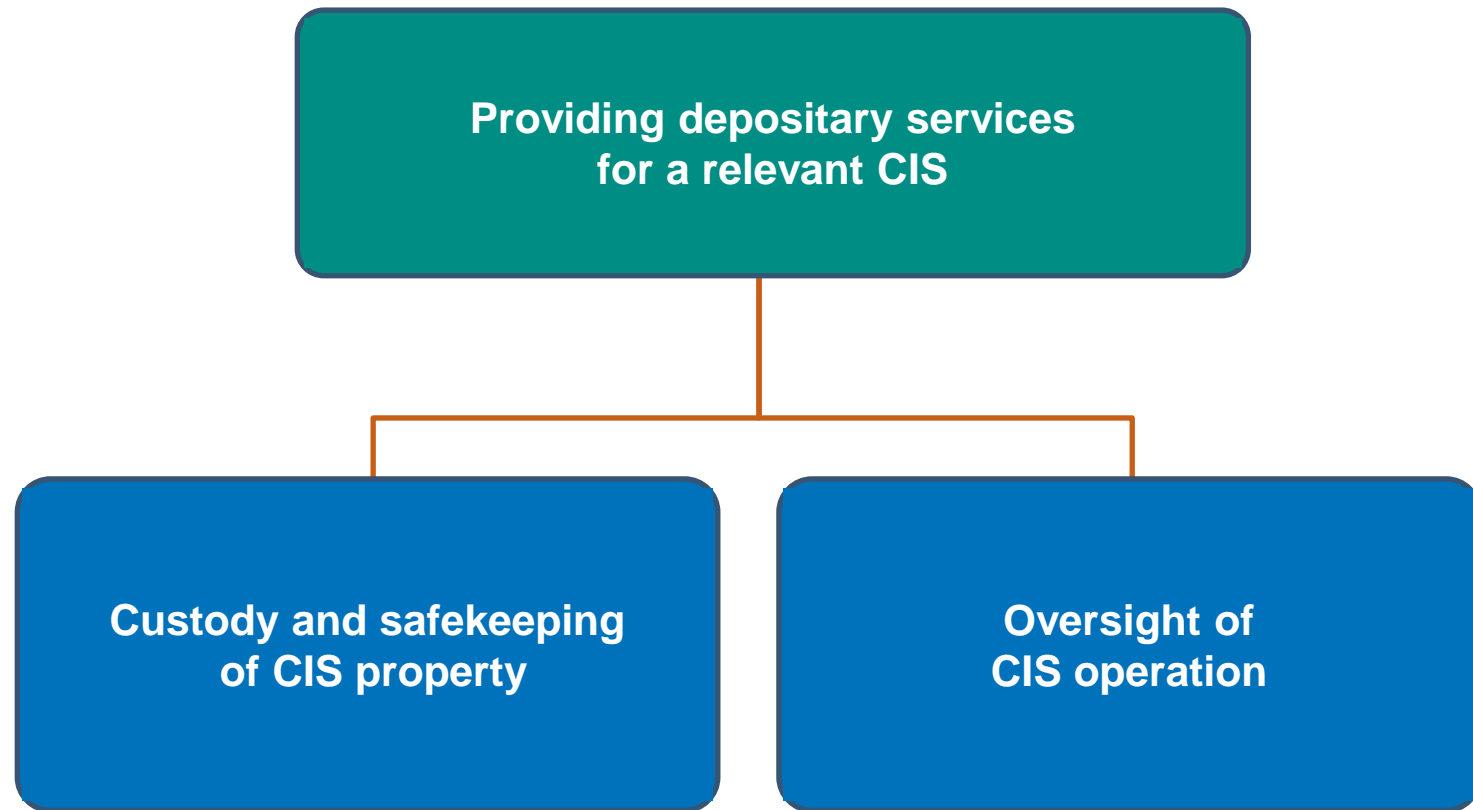 Providing depositary services
for a relevant CIS
Custody and safekeeping
of CIS property
Oversight of
CIS operation